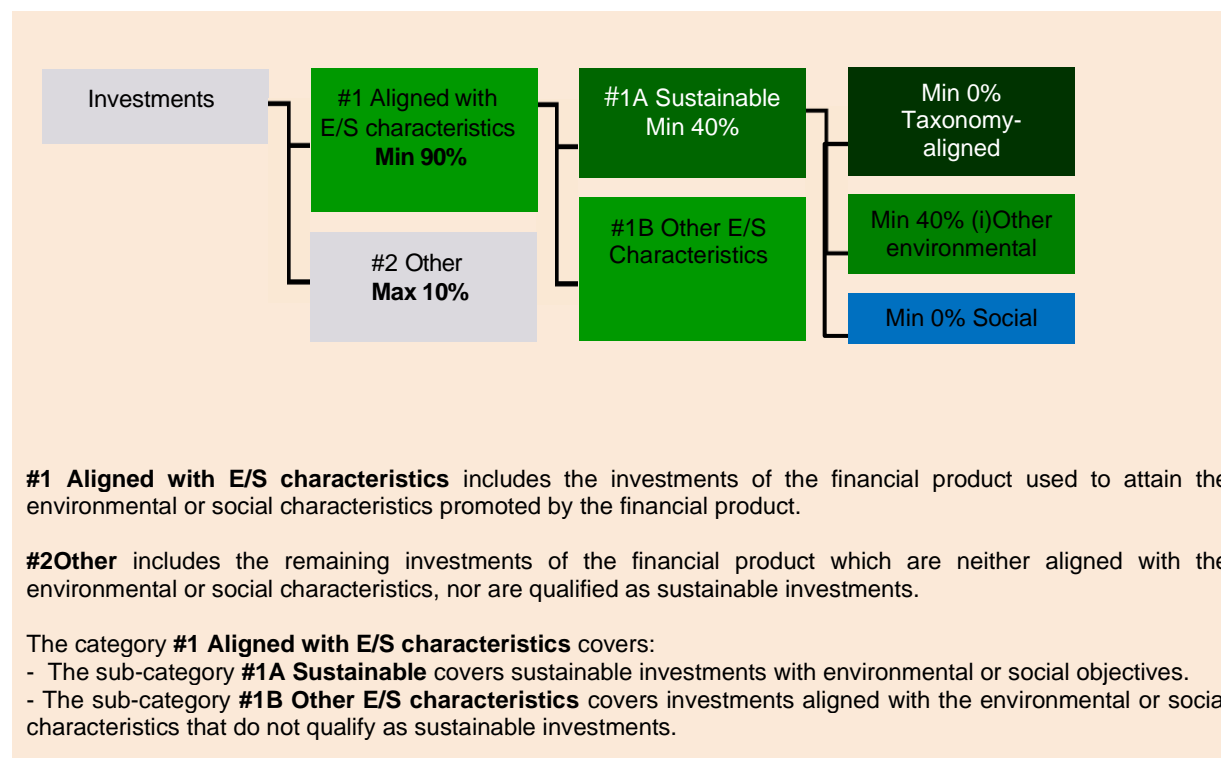 Investments
#1 Aligned with
E/S characteristics
Min 90%
#2 Other
Max 10%
#1A Sustainable
Min 40%
#1B Other E/S
Characteristics
Min 0%
Taxonomy-
aligned
Min 40% (i)Other
environmental
Min 0% Social
#1 Aligned with E/S characteristics includes the investments of the financial product used to attain the
environmental or social characteristics promoted by the financial product.
#2Other includes the remaining investments of the financial product which are neither aligned with the
environmental or social characteristics, nor are qualified as sustainable investments.
The category #1 Aligned with E/S characteristics covers:
- The sub-category #1A Sustainable covers sustainable investments with environmental or social objectives.
- The sub-category #1B Other E/S characteristics covers investments aligned with the environmental or social
characteristics that do not qualify as sustainable investments.